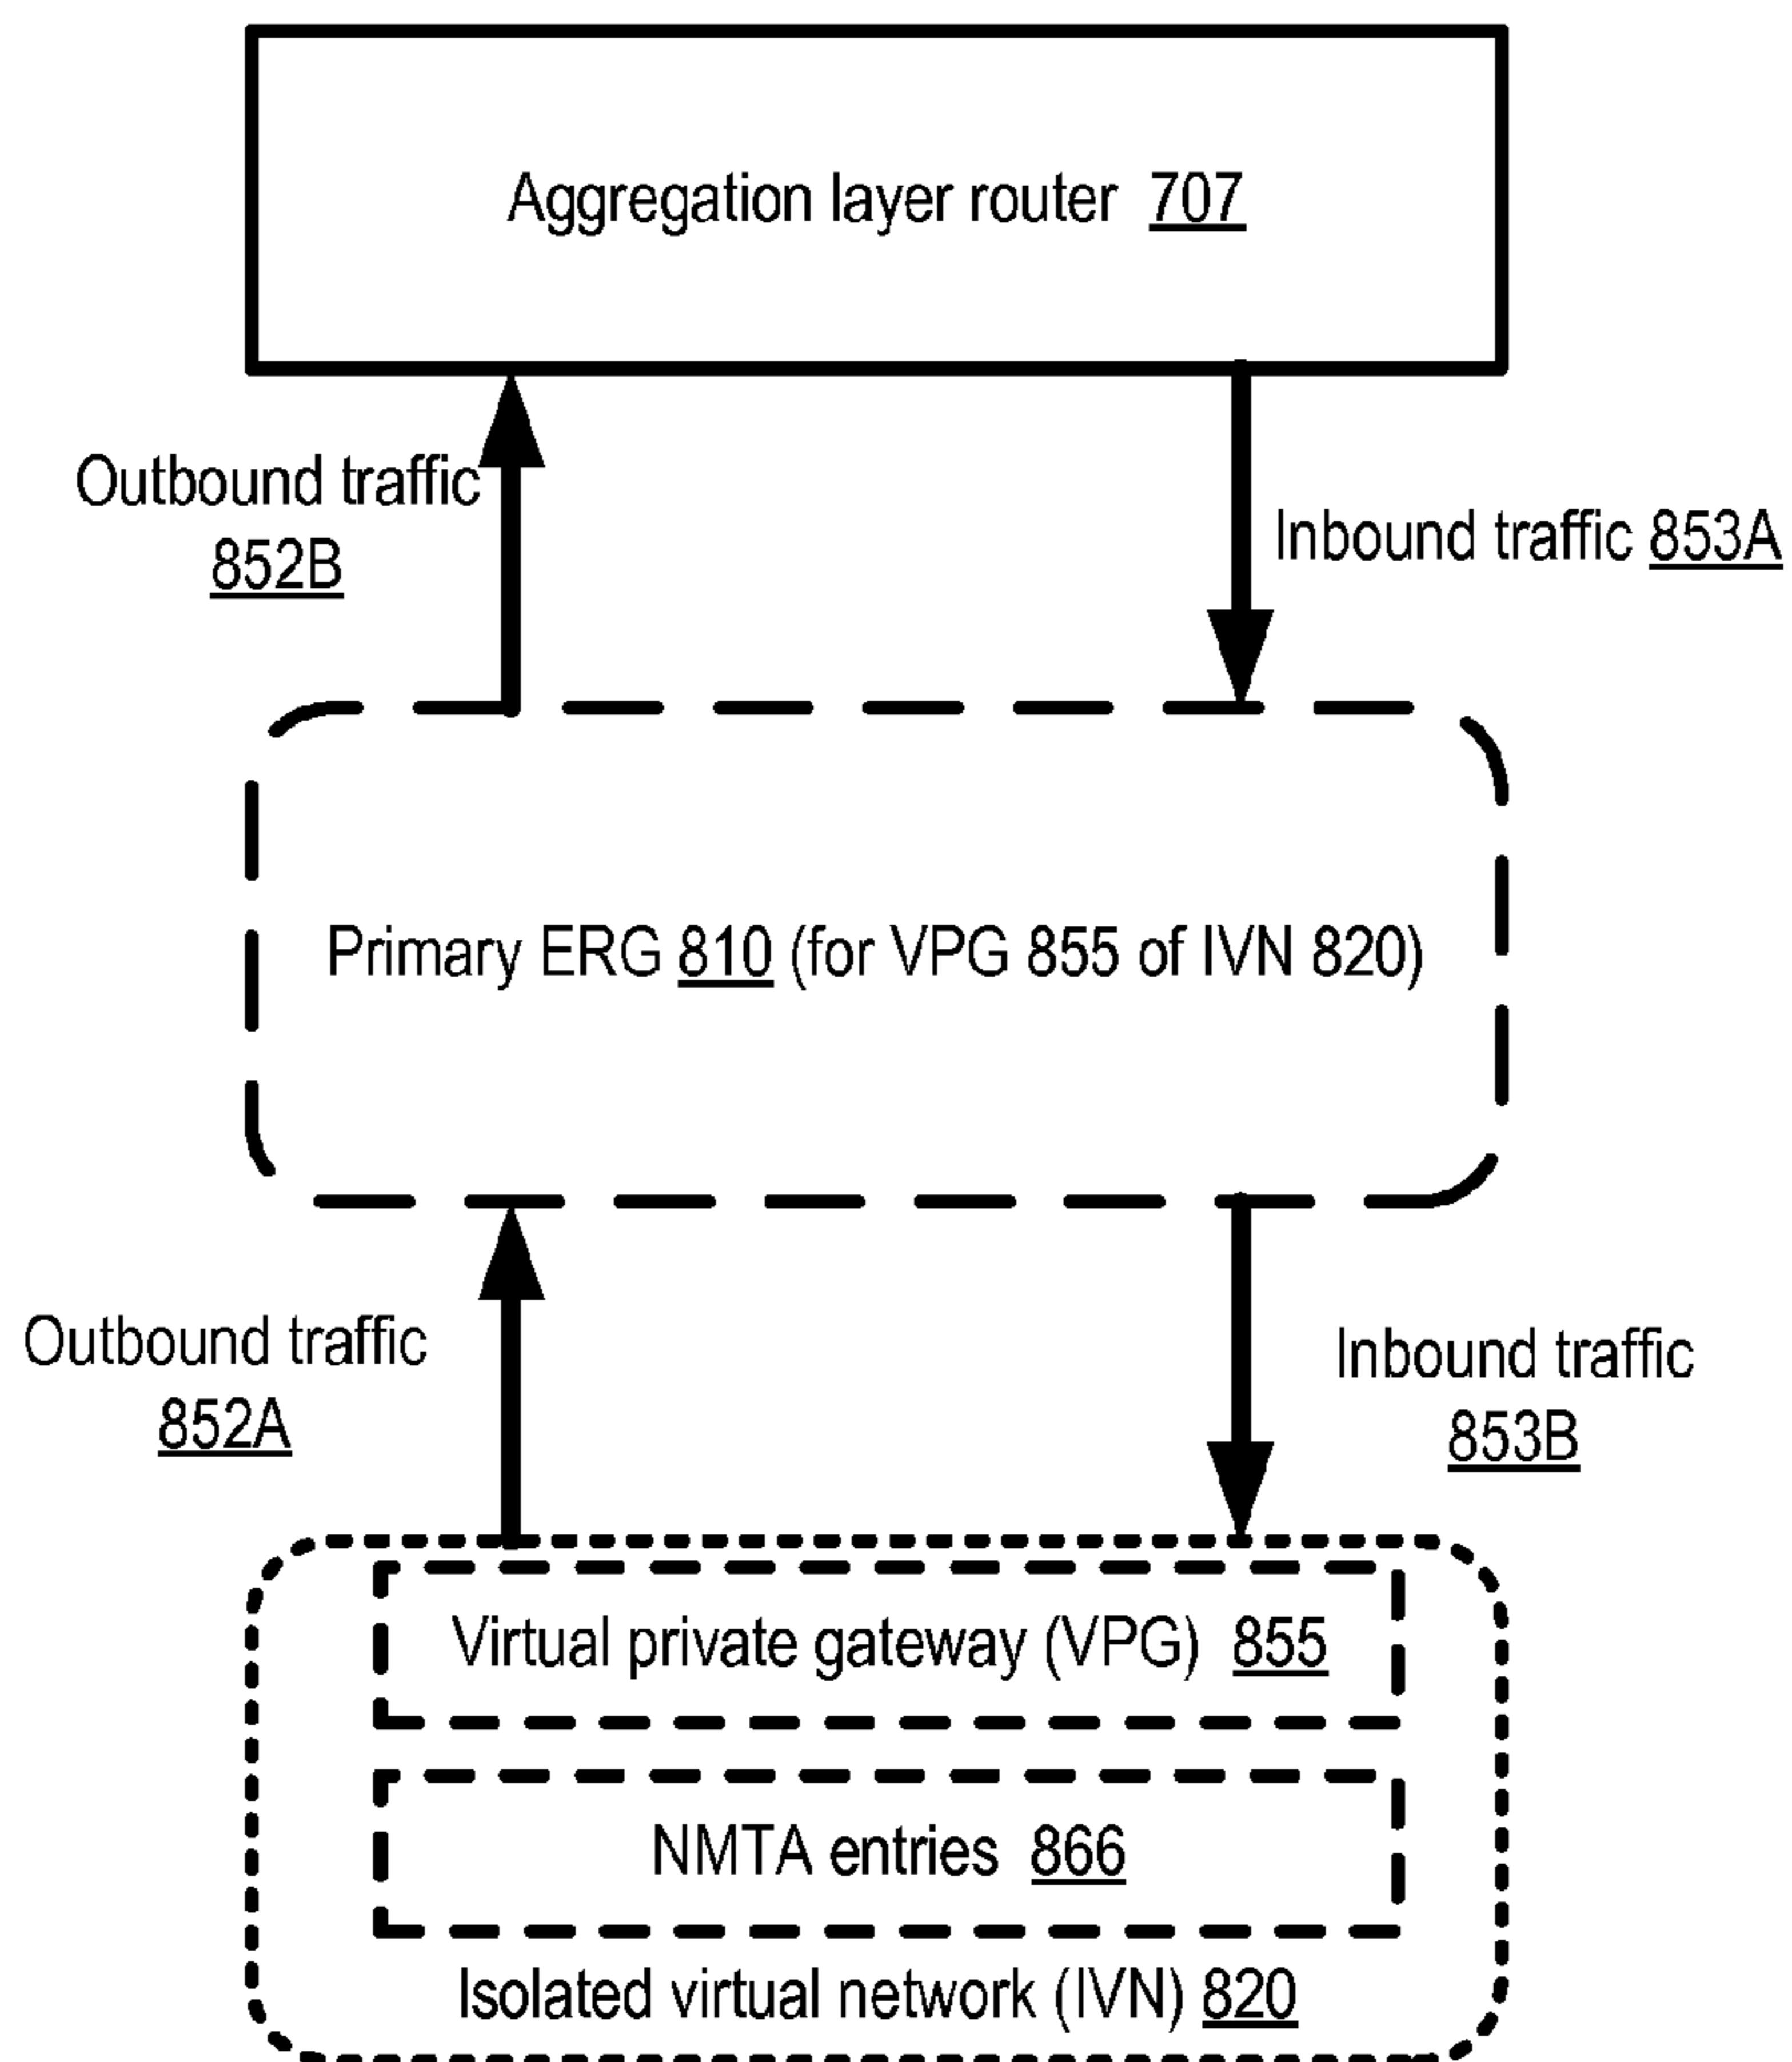 Aggregation layer router 707
Outbound traffic
852B
Inbound traffic 853A
Primary ERG 810 (for VPG 855 of IVN 820)
Outbound traffic
852A
Inbound traffic
853B
Virtual private gateway (VPG) 855
NMTA entries 866
Isolated virtual network (IVN) 820